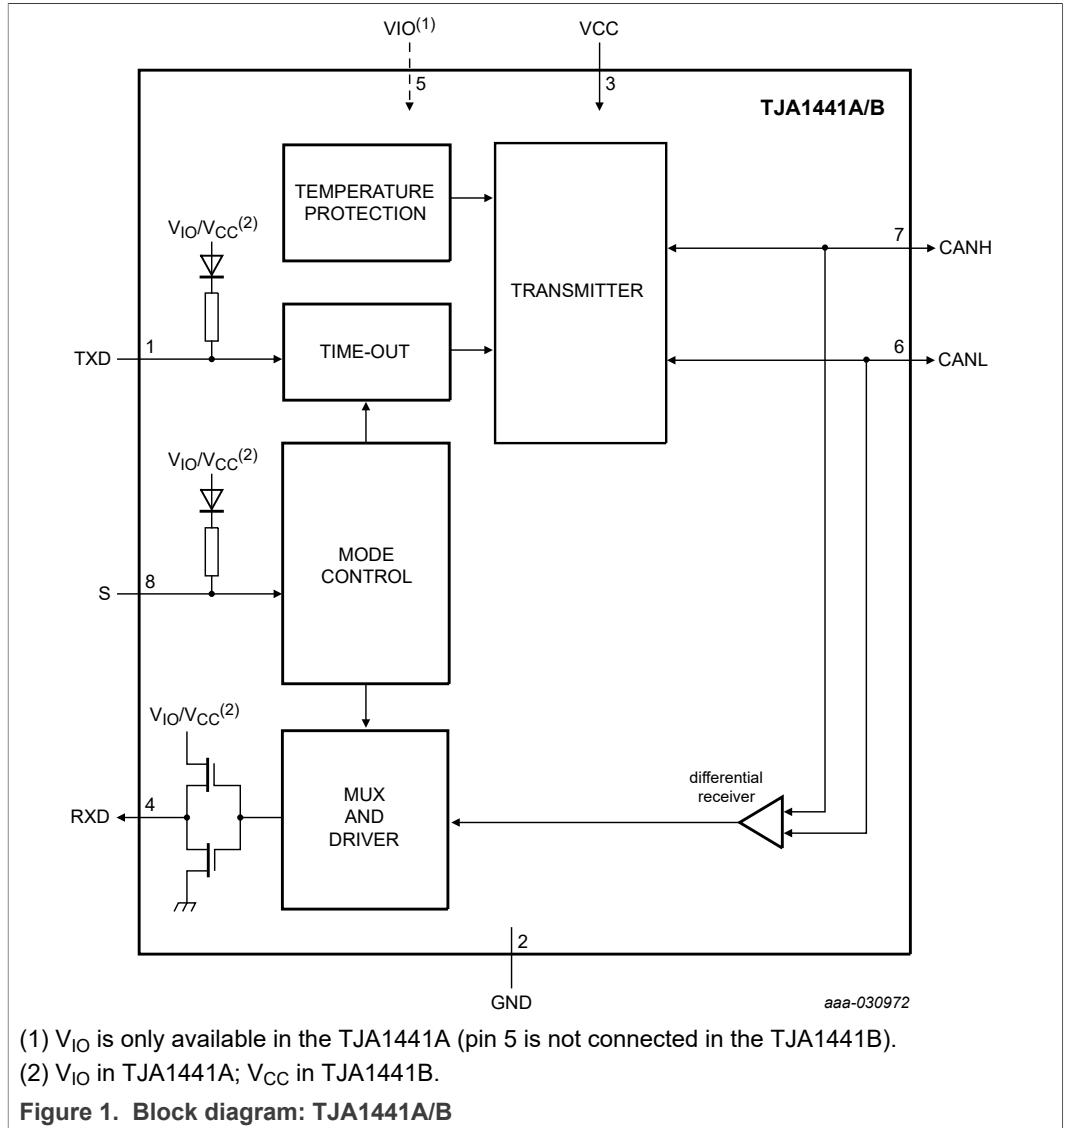 VIO(1)
VCC
5
3
TJA1441A/B
TEMPERATURE
PROTECTION
VIO/VCC(2)
7
CANH
TRANSMITTER
1
TXD
TIME-OUT
6
CANL
VIO/VCC(2)
MODE
CONTROL
8
S
VIO/VCC(2)
differential
receiver
4
RXD
MUX
AND
DRIVER
2
GND
aaa-030972
(1) VIO is only available in the TJA1441A (pin 5 is not connected in the TJA1441B).
(2) VIO in TJA1441A; VCC in TJA1441B.
Figure 1. Block diagram: TJA1441A/B